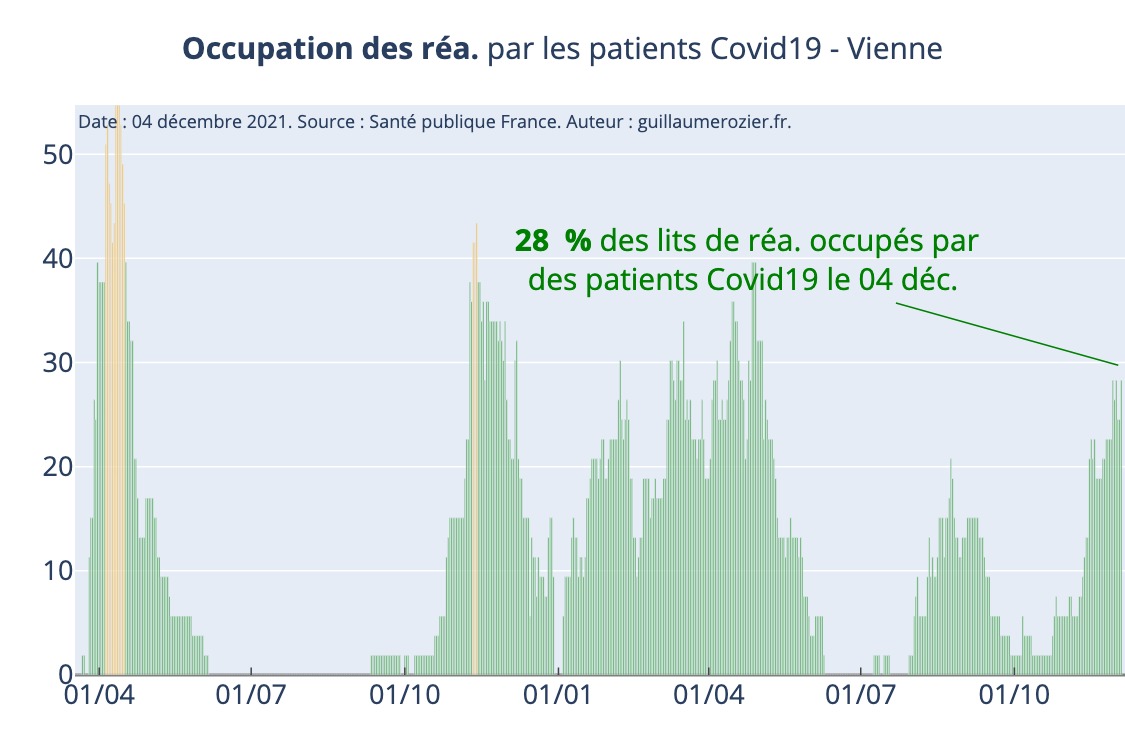 Occupation des réa. par les patients Covid19 - Vienne
Date : 04 décembre 2021. Source : Santé publique France. Auteur : guillaumerozier.fr.
50
28 % des lits de réa. occupés par
40
des patients Covid19 le 04 déc.
30
20
10
0
01/04 01/07 01/10 01/01 01/04 01/07 01/10